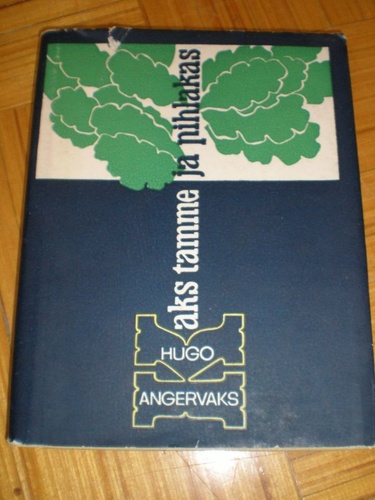 Kaks tamme ja pihlakas
HUGO
ANGERVAKS